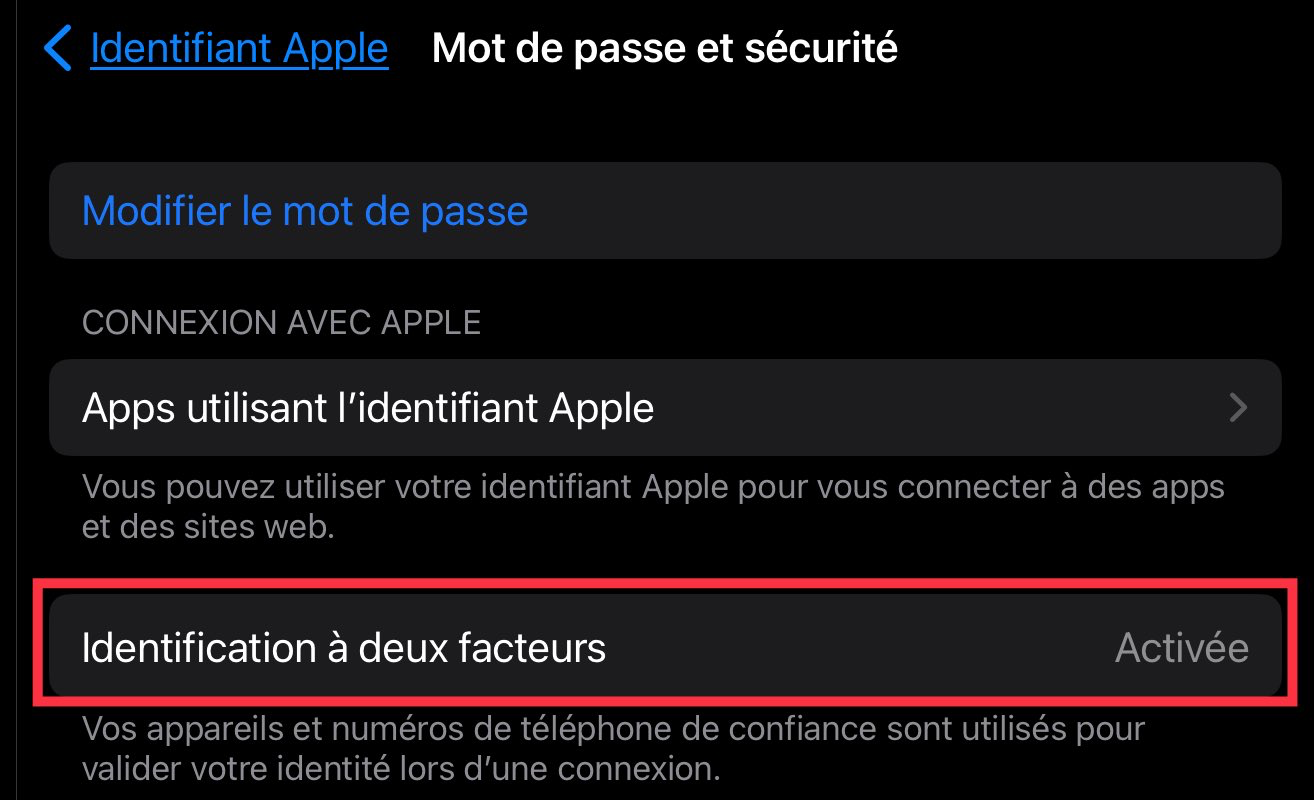 Identifiant Apple Mot de passe et sécurité
Modifier le mot de passe
CONNEXION AVEC APPLE
Apps utilisant l’identifiant Apple
Vous pouvez utiliser votre identifiant Apple pour vous connecter à des apps
et des sites web.
Identification à deux facteurs Activée
Vos appareils et numéros de téléphone de confiance sont utilisés pour
valider votre identité lors d’une connexion.